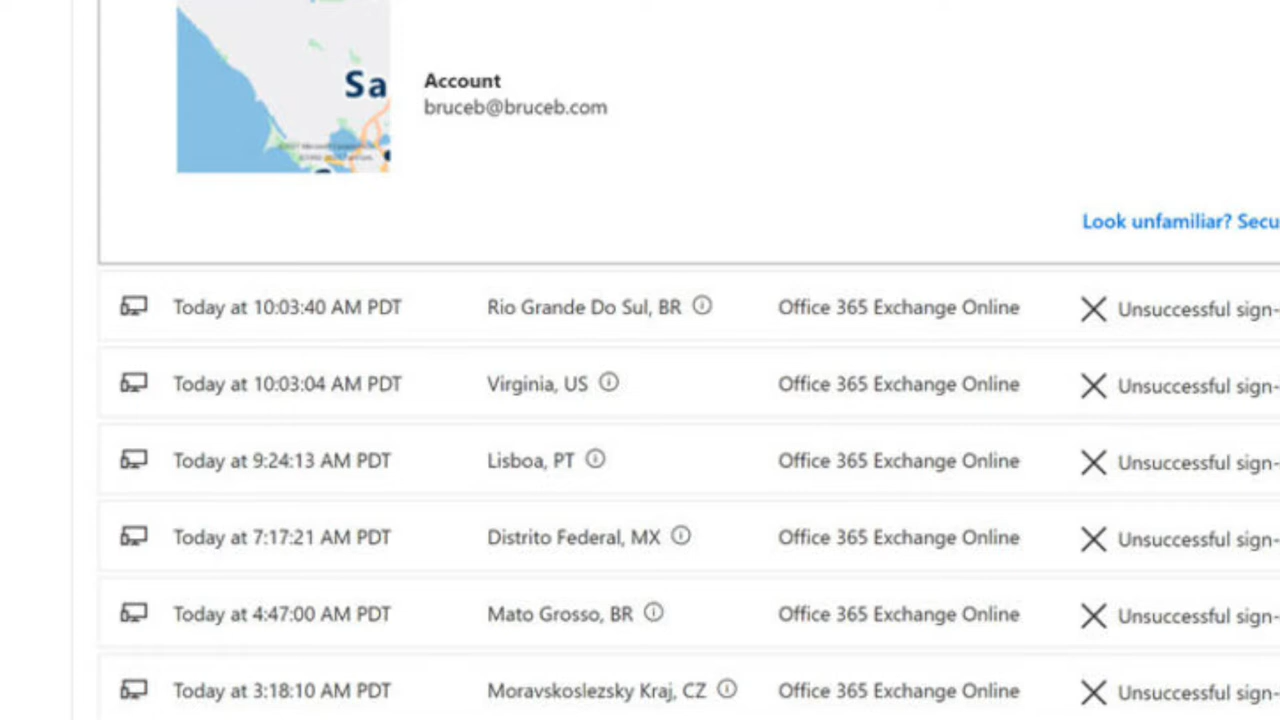 Sa
Account
bruceb@bruceb.com
Look unfamiliar? Secu
Today at 10:03:40 AM PDT Rio Grande Do Sul, BR Office 365 Exchange Online Unsuccessful sign-
Today at 10:03:04 AM PDT Virginia, US Office 365 Exchange Online Unsuccessful sign-
Today at 9:24:13 AM PDT Lisboa, PT Office 365 Exchange Online Unsuccessful sign-
Today at 7:17:21 AM PDT Distrito Federal, MX Office 365 Exchange Online Unsuccessful sign-
Today at 4:47:00 AM PDT Mato Grosso, BR Office 365 Exchange Online Unsuccessful sign-
Today at 3:18:10 AM PDT Moravskoslezsky Kraj, CZ Office 365 Exchange Online Unsuccessful sign-